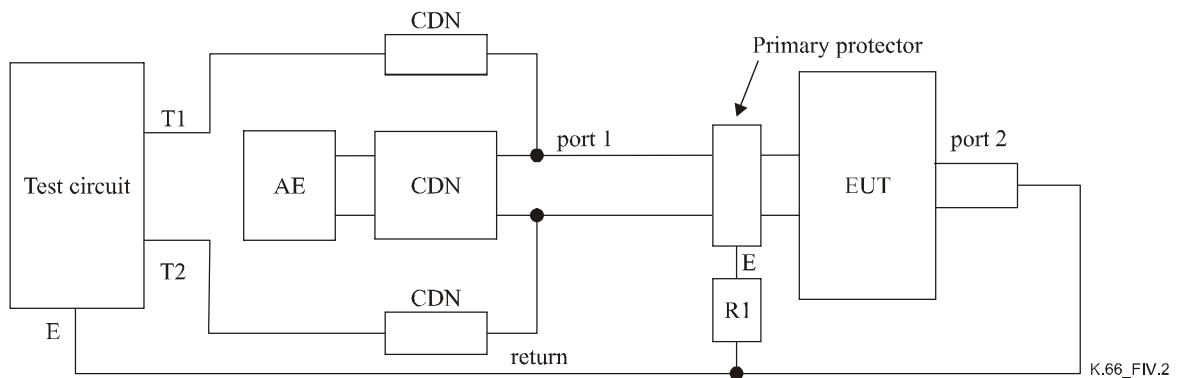 CDN
Primary protector
T1
port 1
port 2
Test circuit
AE
CDN
EUT
T2
E
CDN
R1
E
return
K.66_FIV.2